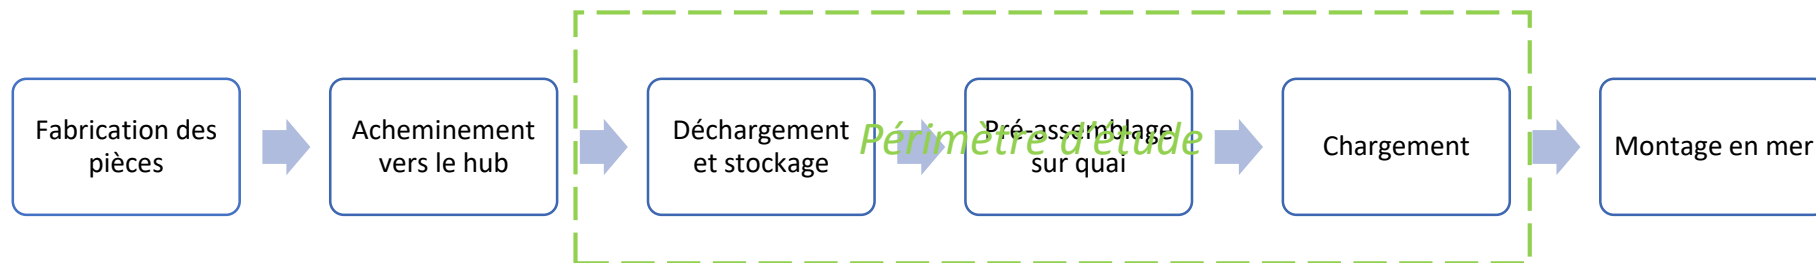 Fabrication des
pièces
Acheminement
vers le hub
Déchargement
et stockage
Périmètre d'étude
Pré-assemblage
sur quai
Chargement
Montage en mer